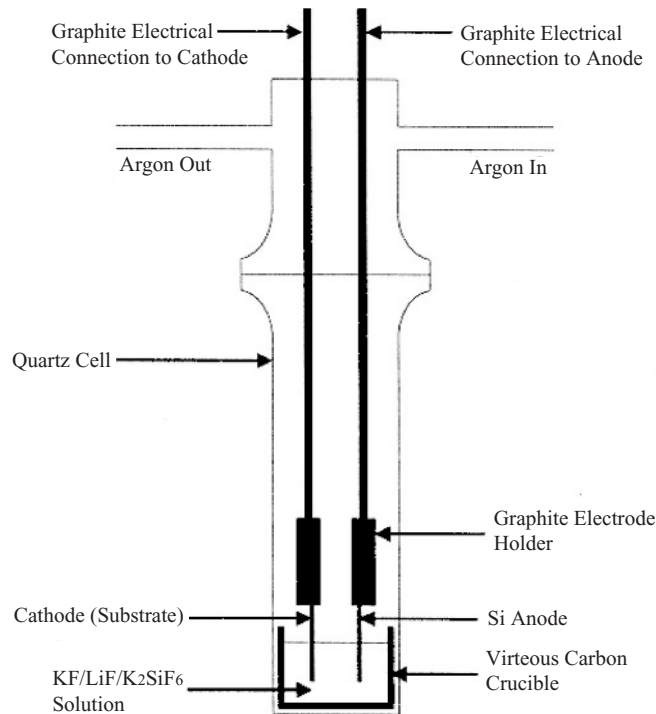 Graphite Electrical
Connection to Cathode
Graphite Electrical
Connection to Anode
Argon Out
Argon In
Quartz Cell
Graphite Electrode
Holder
Cathode (Substrate)
Si Anode
KF/LiF/K2SiF6
Solution
Virteous Carbon
Crucible